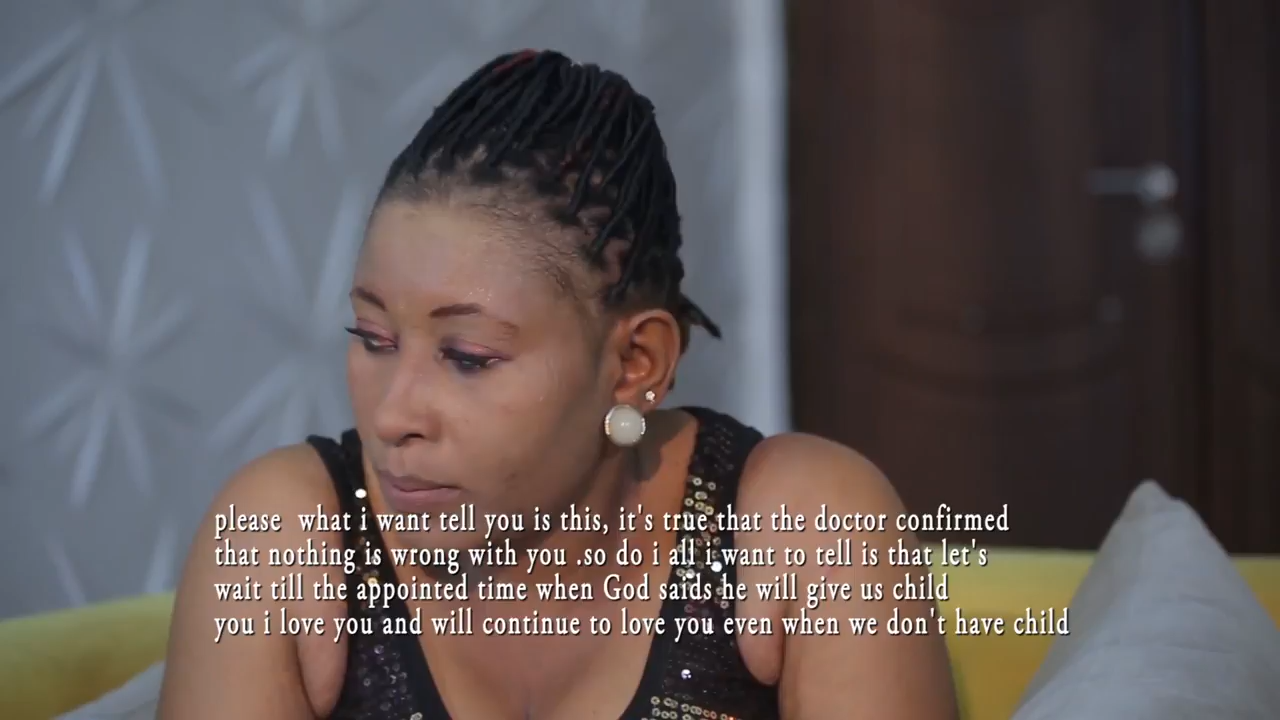 please  what i want tell you is this, it's true that the doctor confirmed
that nothing is wrong with you .so do i all i want to tell is that let's
wait till the appointed time when God saids he will give us child
you i love you and will continue to love you even when we don't have child